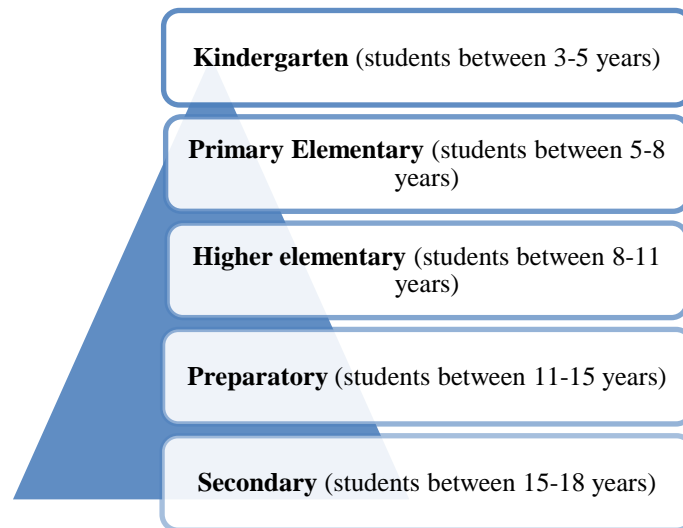 Kindergarten (students between 3-5 years)
Primary Elementary (students between 5-8
years)
Higher elementary (students between 8-11
years)
Preparatory (students between 11-15 years)
Secondary (students between 15-18 years)